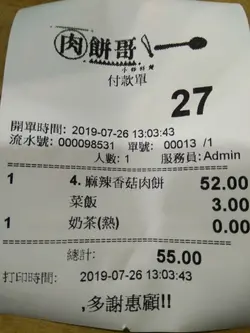 肉餅哥
付款單
27
開單時間: 2019-07-26 13:03:43
流水號: 000098531 單號: 00013 /1
人數: 1 服務員: Admin
1 4. 麻辣香菇肉餅 52.00
菜飯 3.00
1 奶茶(熱) 0.00
總計: 55.00
打印時間: 2019-07-26 13:03:43
,多謝惠顧!!